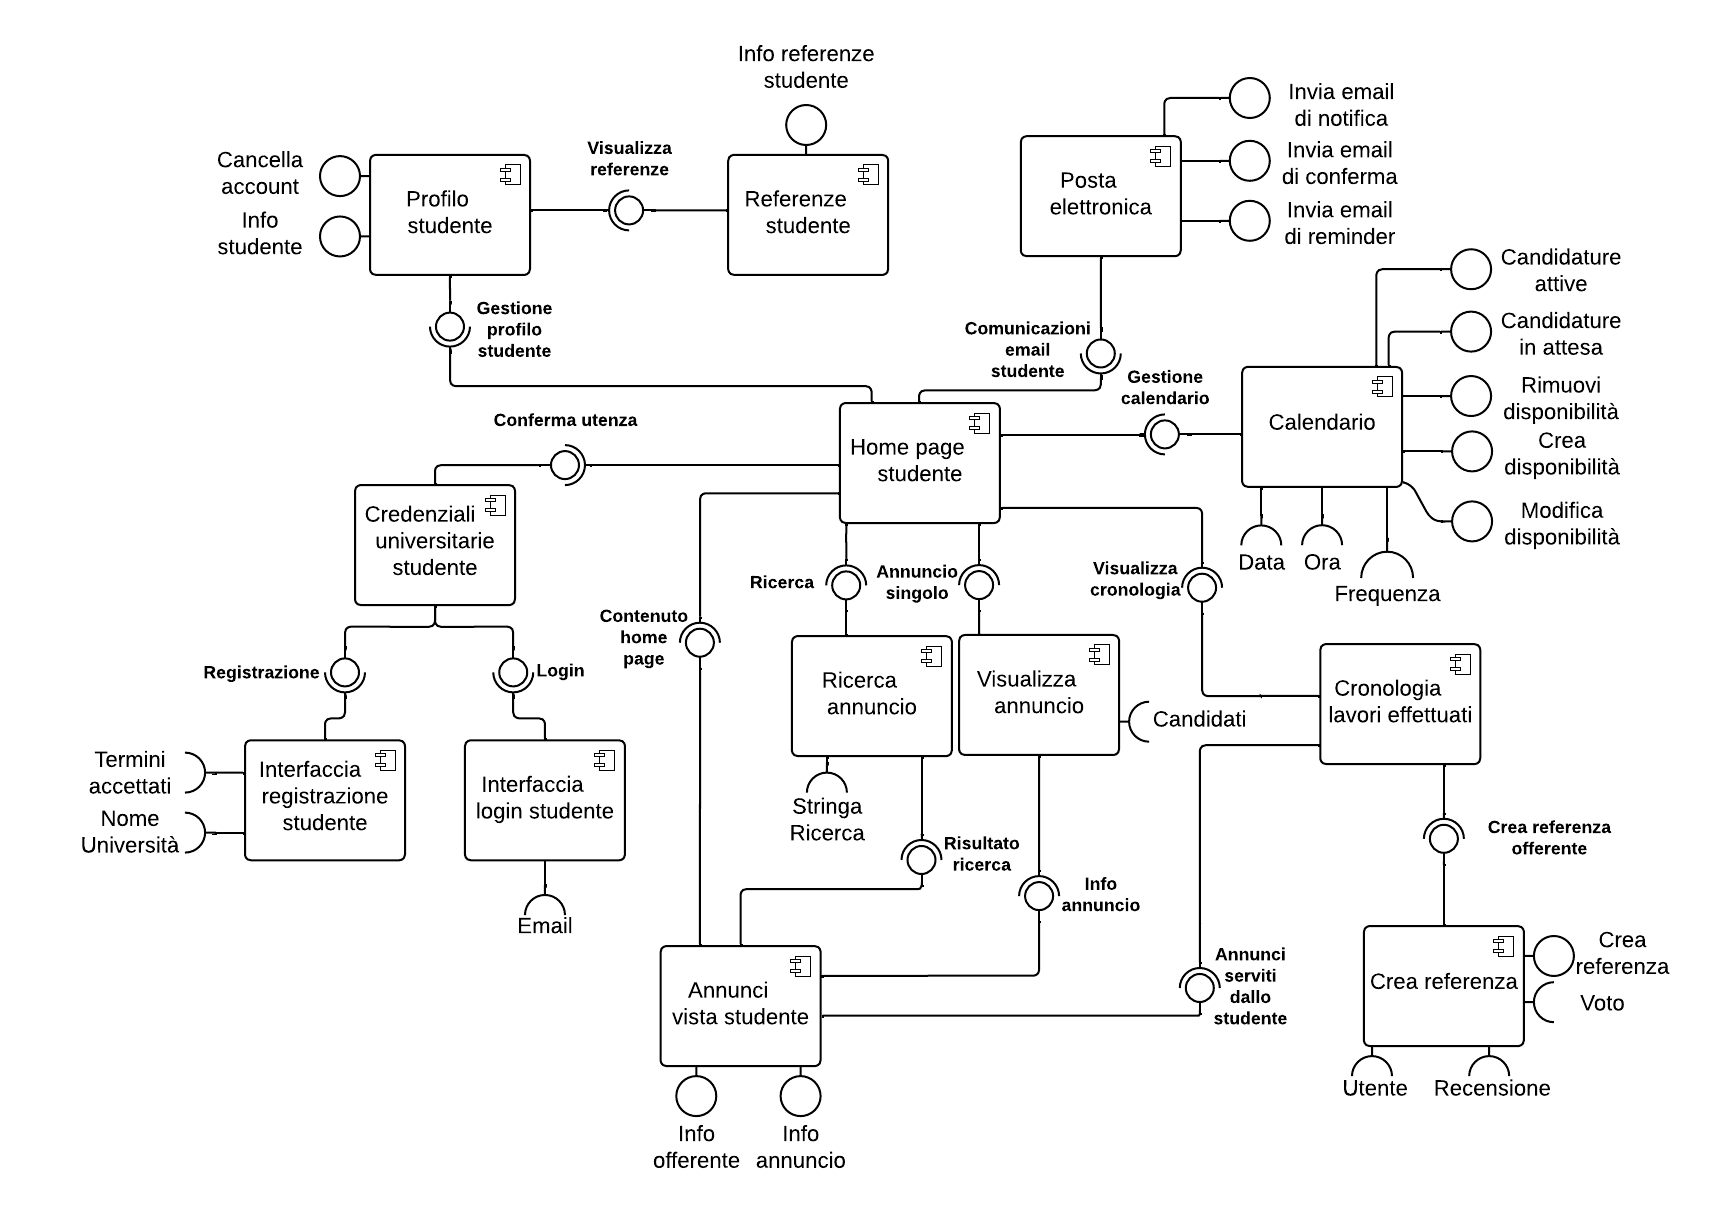 Info referenze
studente
Invia email
di notifica
Invia email
di conferma
Invia email
di reminder
Visualizza
referenze
Cancella
account
Info
studente
Profilo
studente
Referenze
studente
Posta
elettronica
Candidature
attive
Candidature
in attesa
Rimuovi
disponibilità
Crea
disponibilità
Modifica
disponibilità
Gestione
profilo
studente
Comunicazioni
email
studente
Gestione
calendario
Calendario
Conferma utenza
Home page
studente
Data
Ora
Frequenza
Credenziali
universitarie
studente
Ricerca
Annuncio
singolo
Visualizza
cronologia
Contenuto
home
page
Registrazione
Login
Ricerca
annuncio
Visualizza
annuncio
Candidati
Cronologia
lavori effettuati
Termini
accettati
Nome
Università
Interfaccia
registrazione
studente
Interfaccia
login studente
Email
Stringa
Ricerca
Risultato
ricerca
Info
annuncio
Crea referenza
offerente
Annunci
serviti
dallo
studente
Annunci
vista studente
Crea referenza
Crea
referenza
Voto
Utente
Recensione
Info
offerente
Info
annuncio